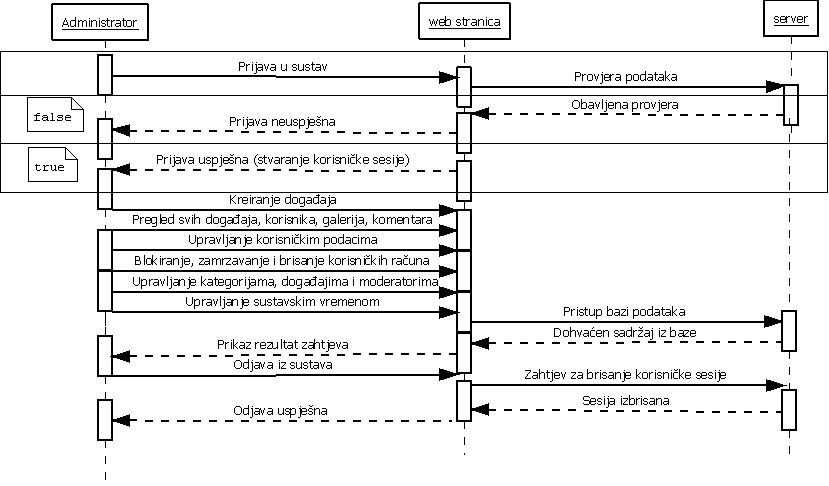 Administrator
web stranica
server
Prijava u sustav
Provjera podataka
Obavljena provjera
false
Prijava neuspješna
Prijava uspješna (stvaranje korisničke sesije)
true
Kreiranje događaja
Pregled svih događaja, korisnika, galerija, komentara
Upravljanje korisničkim podacima
Blokiranje, zamrzavanje i brisanje korisničkih računa
Upravljanje kategorijama, događajima i moderatorima
Upravljanje sustavskim vremenom
Pristup bazi podataka
Dohvaćen sadržaj iz baze
Prikaz rezultat zahtjeva
Odjava iz sustava
Zahtjev za brisanje korisničke sesije
Sesija izbrisana
Odjava uspješna